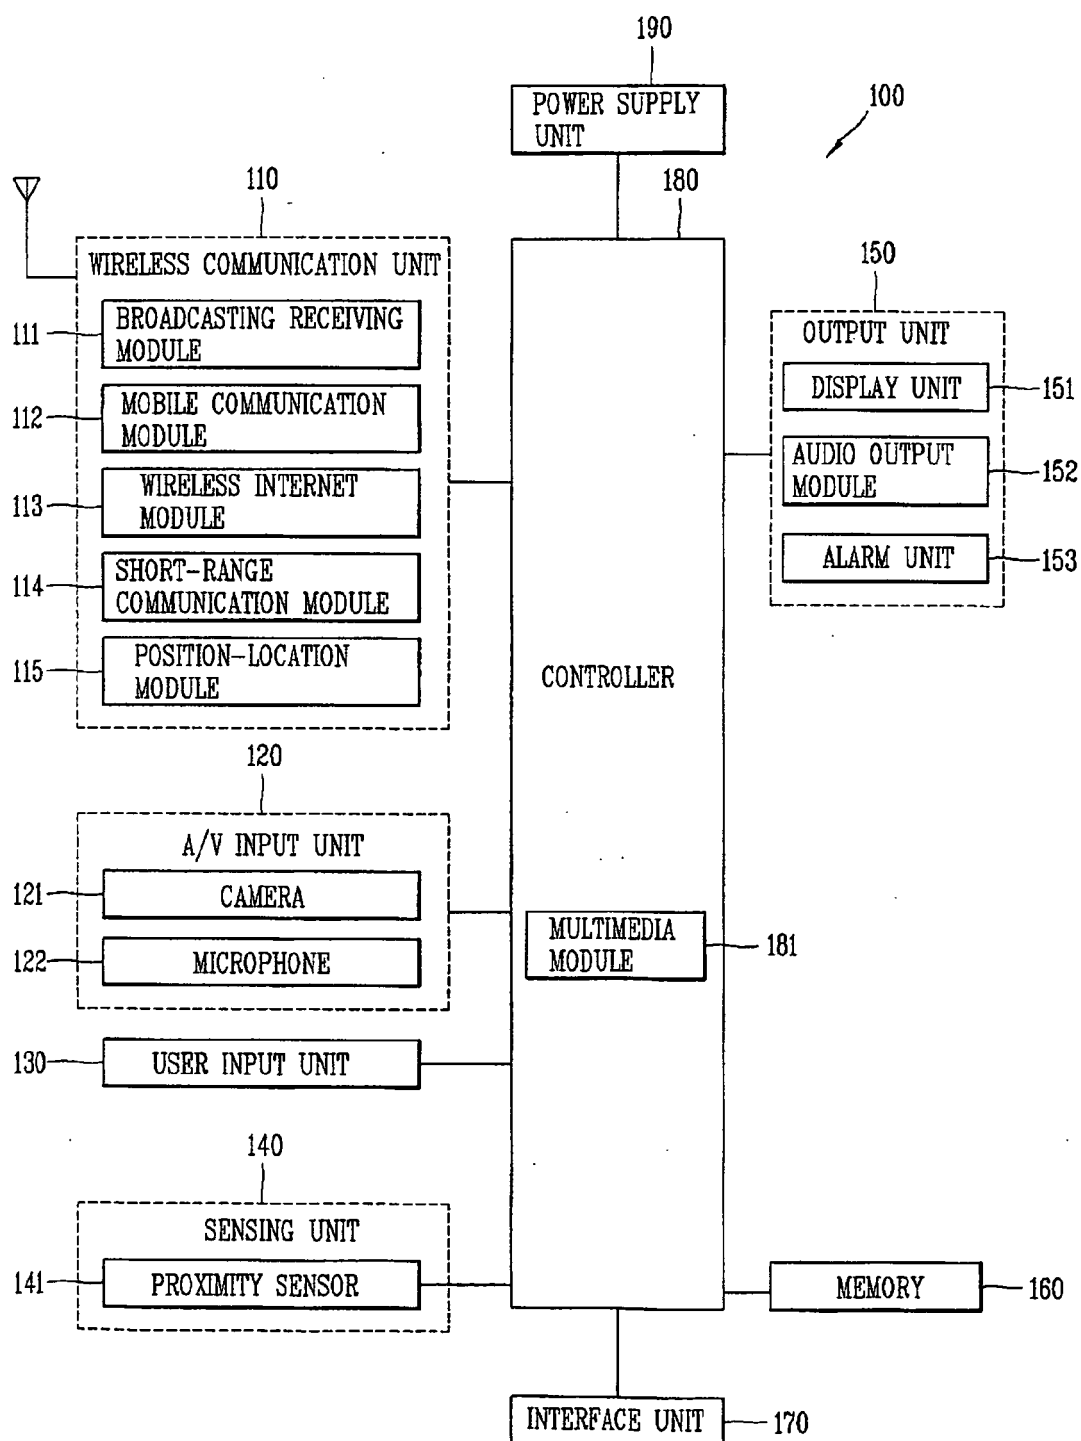 190
POWER SUPPLY
UNIT
100
110
180
WIRELESS COMMUNICATION UNIT
150
OUTPUT UNIT
111
BROADCASTING RECEIVING
MODULE
DISPLAY UNIT
151
112
MOBILE COMMUNICATION
MODULE
AUDIO OUTPUT
MODULE
152
113
WIRELESS INTERNET
MODULE
ALARM UNIT
153
114
SHORT-RANGE
COMMUNICATION MODULE
115
POSITION-LOCATION
MODULE
CONTROLLER
120
A/V INPUT UNIT
121
CAMERA
122
MICROPHONE
MULTIMEDIA
MODULE
181
130
USER INPUT UNIT
140
SENSING UNIT
141
PROXIMITY SENSOR
MEMORY
160
INTERFACE UNIT
170